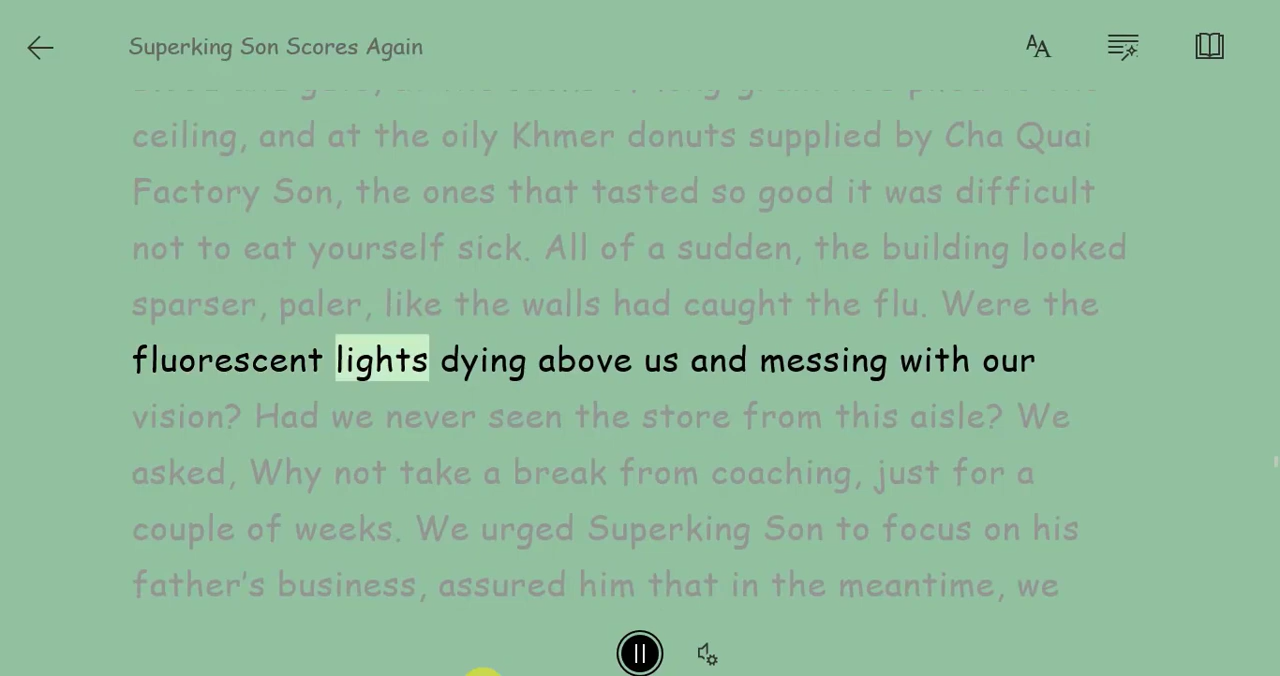 Superking Son Scores Again
ceiling, and at the oily Khmer donuts supplied by Cha Quai
Factory Son, the ones that tasted so good it was difficult
not to eat yourself sick. All of a sudden, the building looked
sparser, paler, like the walls had caught the flu. Were the
fluorescent lights dying above us and messing with our
vision? Had we never seen the store from this aisle? We
asked, Why not take a break from coaching, just for a
couple of weeks. We urged Superking Son to focus on his
father's business, assured him that in the meantime, we